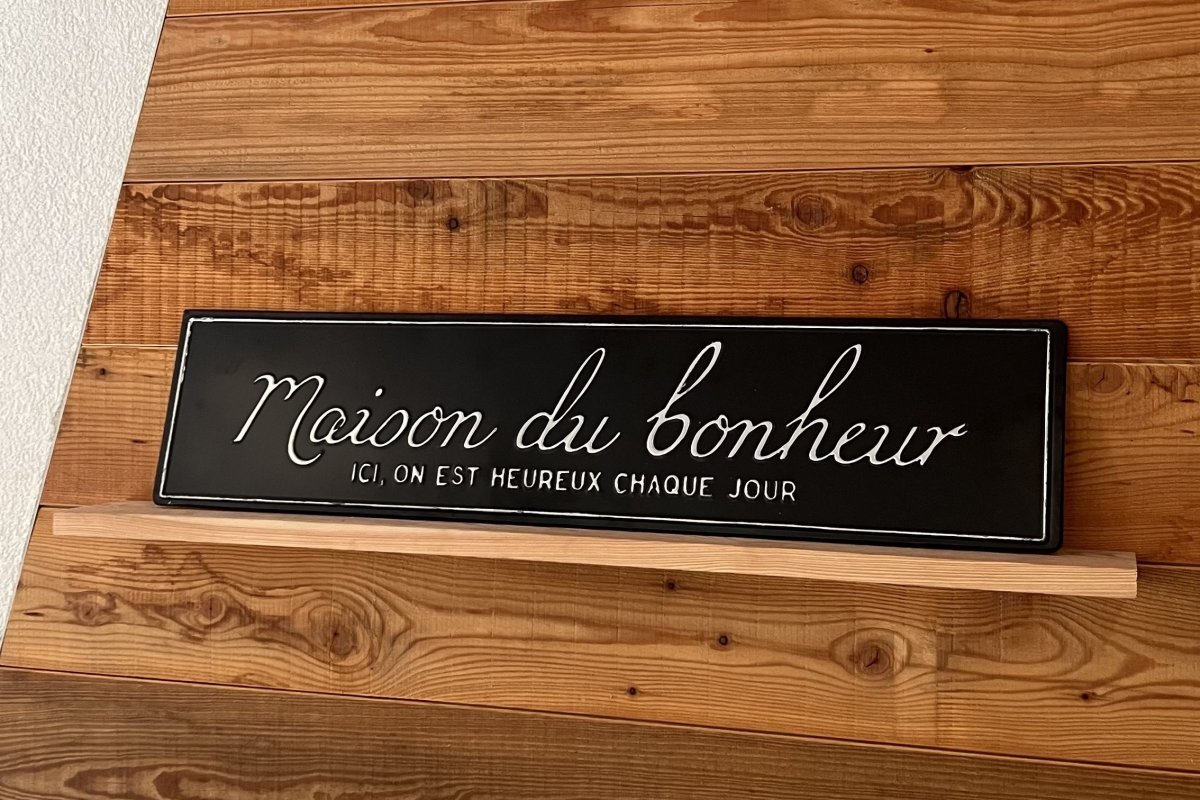 Maison du bonheur
ICI, ON EST HEUREUX CHAQUE JOUR